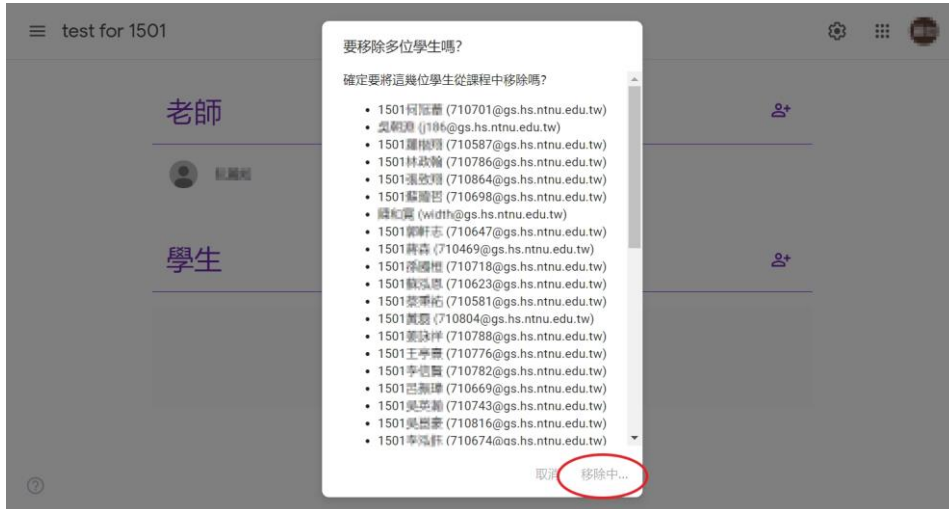 test for 1501
老師
學生
要移除多位學生嗎?
確定要將這幾位學生從課程中移除嗎?
1501 (710701@gs.hs.ntnu.edu.tw)
(j186@gs.hs.ntnu.edu.tw)
1501 (710587@gs.hs.ntnu.edu.tw)
1501 (710786@gs.hs.ntnu.edu.tw)
1501 (710864@gs.hs.ntnu.edu.tw)
1501 (710698@gs.hs.ntnu.edu.tw)
(width@gs.hs.ntnu.edu.tw)
1501 (710647@gs.hs.ntnu.edu.tw)
1501 (710469@gs.hs.ntnu.edu.tw)
1501 (710718@gs.hs.ntnu.edu.tw)
1501 (710623@gs.hs.ntnu.edu.tw)
1501 (710581@gs.hs.ntnu.edu.tw)
1501 (710804@gs.hs.ntnu.edu.tw)
1501 (710788@gs.hs.ntnu.edu.tw)
1501 (710776@gs.hs.ntnu.edu.tw)
1501 (710782@gs.hs.ntnu.edu.tw)
1501 (710669@gs.hs.ntnu.edu.tw)
1501 (710743@gs.hs.ntnu.edu.tw)
1501 (710816@gs.hs.ntnu.edu.tw)
1501 (710674@gs.hs.ntnu.edu.tw)
取消 移除中...